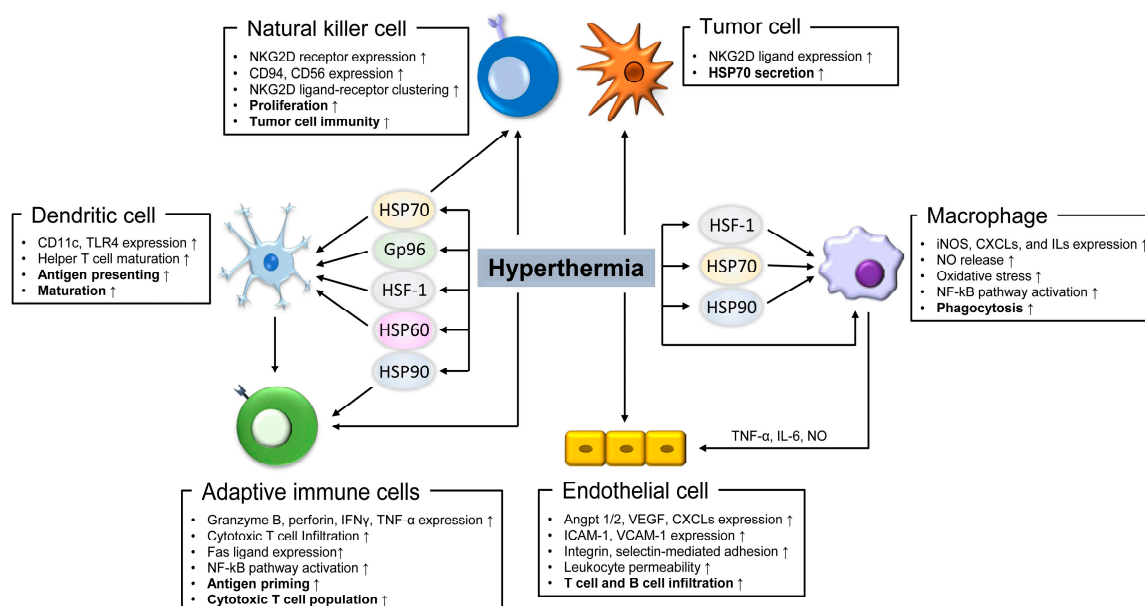 Natural killer cell
• NKG2D receptor expression ↑
• CD94, CD56 expression ↑
• NKG2D ligand-receptor clustering ↑
• Proliferation ↑
• Tumor cell immunity ↑
Tumor cell
• NKG2D ligand expression ↑
• HSP70 secretion ↑
Dendritic cell
• CD11c, TLR4 expression ↑
• Helper T cell maturation ↑
• Antigen presenting ↑
• Maturation ↑
HSP70
Gp96
HSF-1
HSP60
HSP90
Hyperthermia
HSF-1
HSP70
HSP90
Macrophage
• iNOS, CXCLs, and ILs expression ↑
• NO release ↑
• Oxidative stress ↑
• NF-kB pathway activation ↑
• Phagocytosis ↑
TNF-α, IL-6, NO
Adaptive immune cells
• Granzyme B, perforin, IFNγ, TNF-α expression ↑
• Cytotoxic T cell Infiltration ↑
• Fas ligand expression↑
• NF-kB pathway activation ↑
• Antigen priming ↑
• Cytotoxic T cell population ↑
Endothelial cell
• Angpt 1/2, VEGF, CXCLs expression ↑
• ICAM-1, VCAM-1 expression ↑
• Integrin, selectin-mediated adhesion ↑
• Leukocyte permeability ↑
• T cell and B cell infiltration ↑